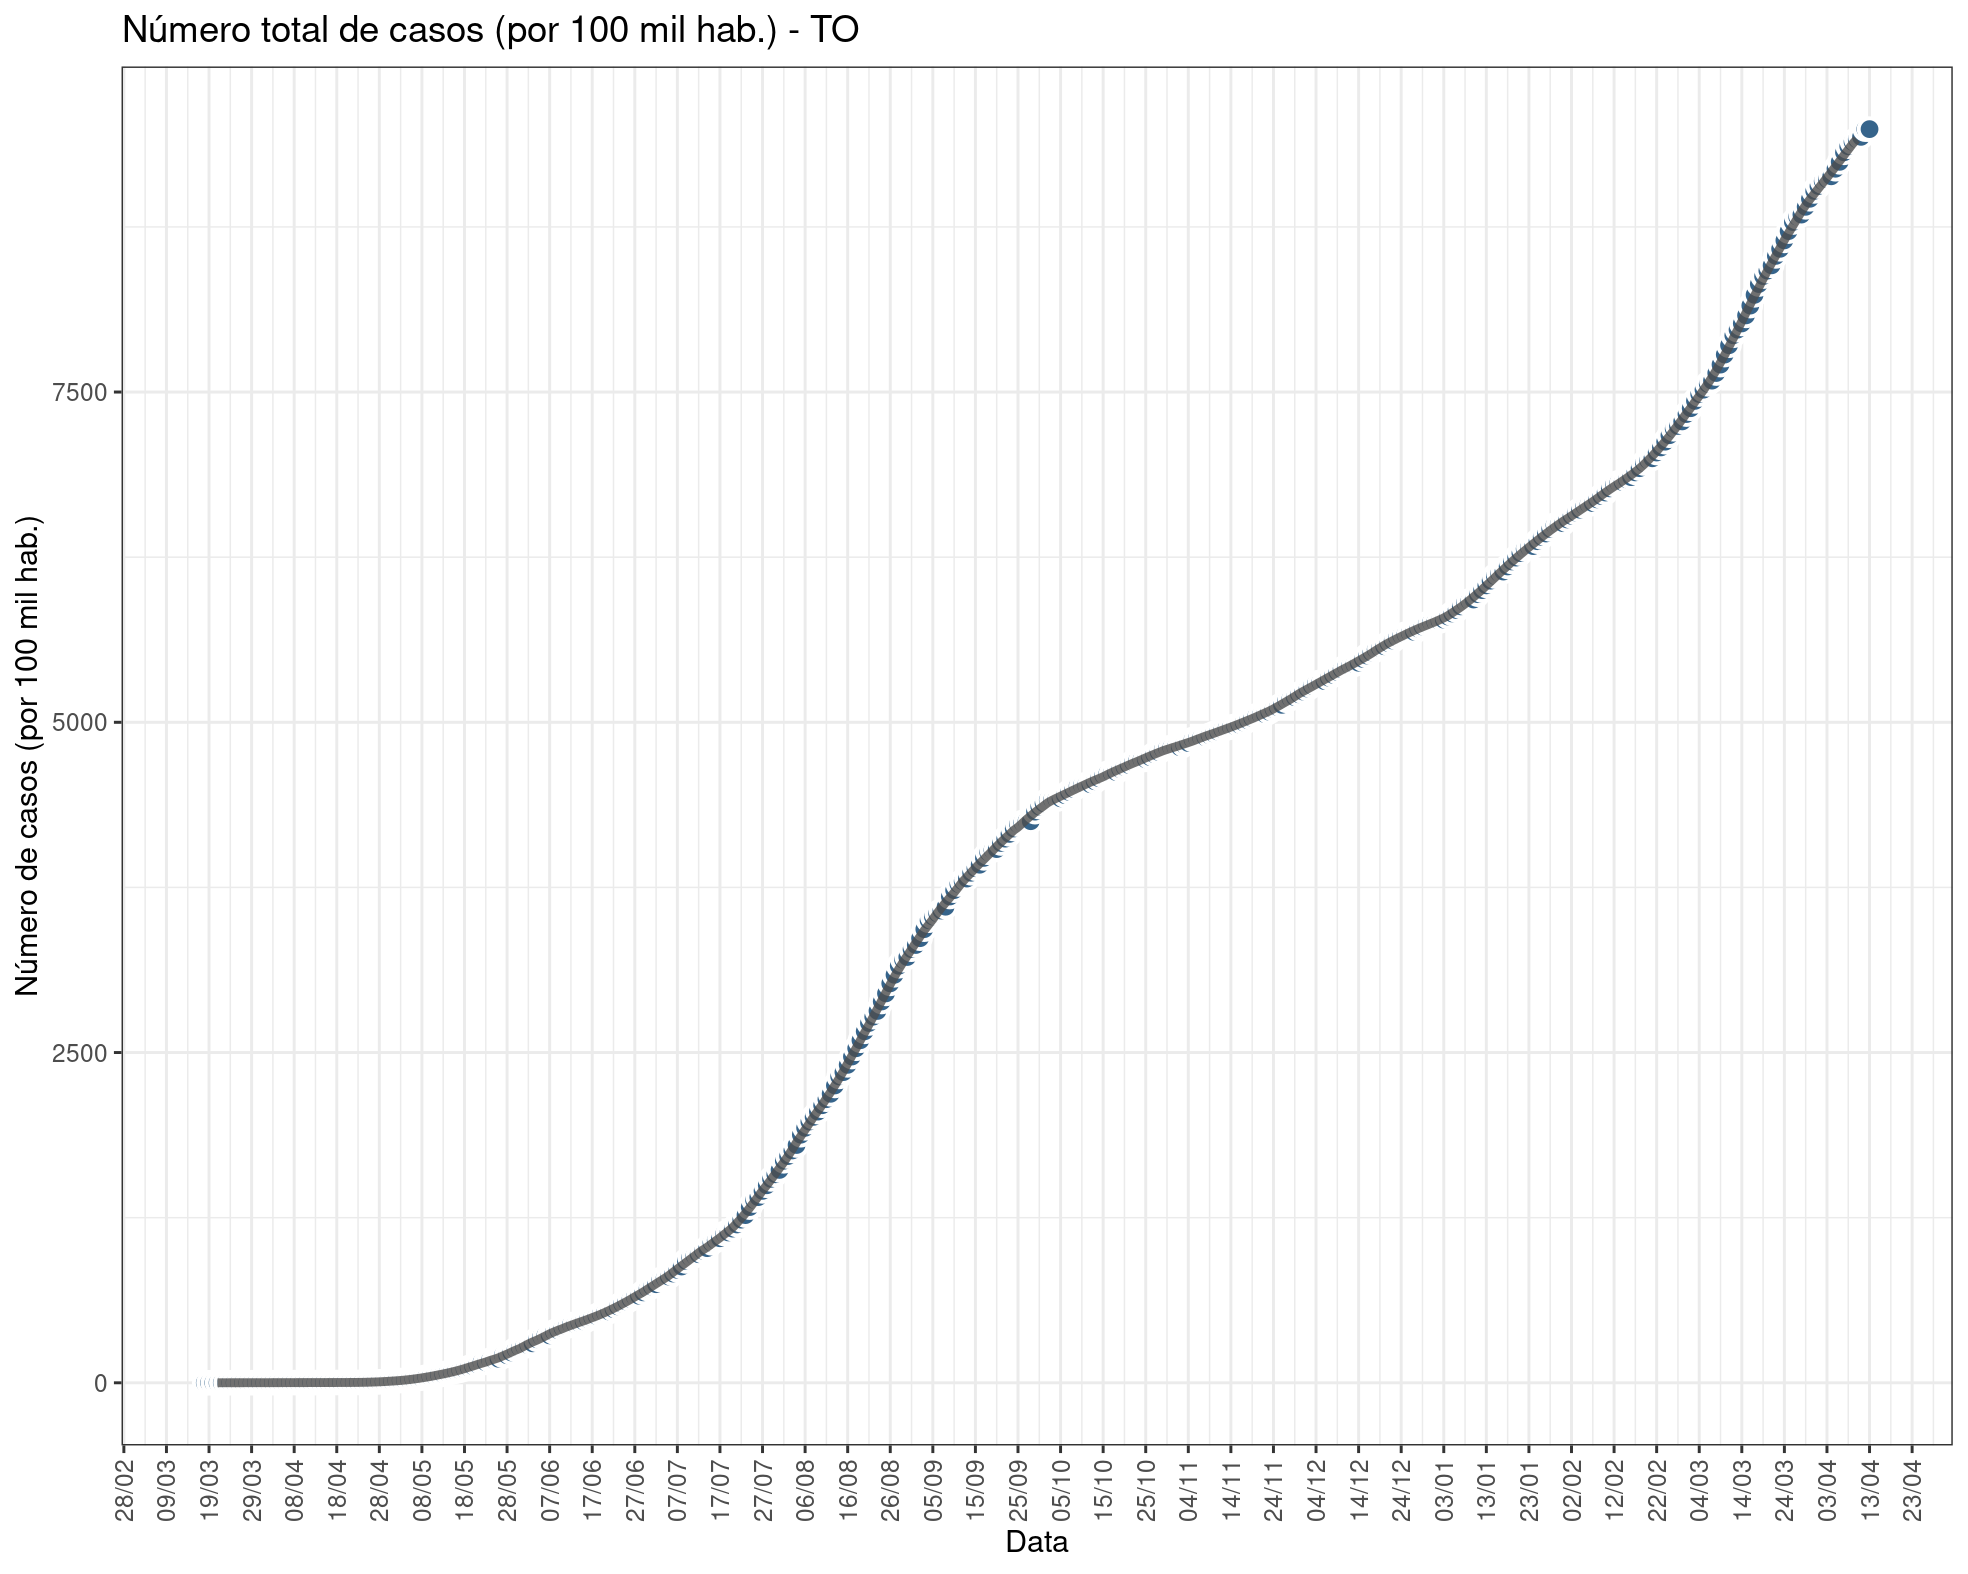 Número total de casos (por 100 mil hab.) - TO
Número de casos (por 100 mil hab.)
7500
5000
2500
0
28/02 09/03 19/03 29/03 08/04 18/04 28/04 08/05 18/05 28/05 07/06 17/06 27/06 07/07 17/07 27/07 06/08 16/08 26/08 05/09 15/09 25/09 05/10 15/10 25/10 04/11 14/11 24/11 04/12 14/12 24/12 03/01 13/01 23/01 02/02 12/02 22/02 04/03 14/03 24/03 03/04 13/04 23/04
Data